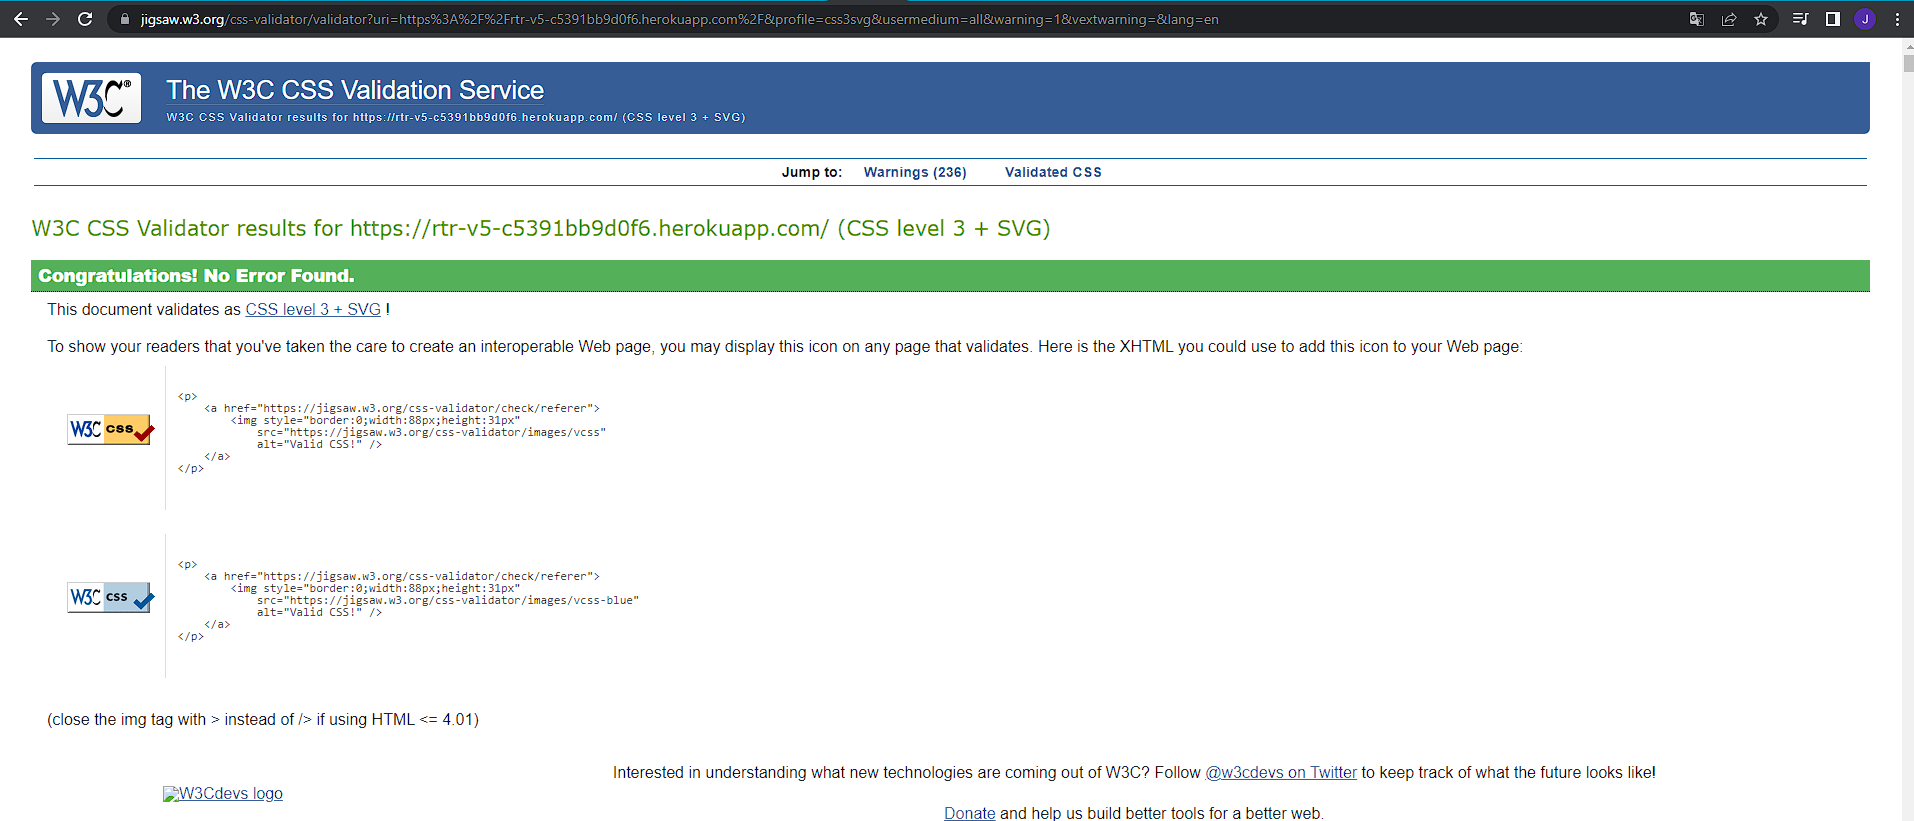 jigsaw.w3.org/css-validator/validator?uri=https%3A%2F%2Frtr-v5-c5391bb9d0f6.herokuapp.com%2F&profile=css3svg&usermedium=all&warning=1&vextwarning=&lang=en
J
W3C®
The W3C CSS Validation Service
W3C CSS Validator results for https://rtr-v5-c5391bb9d0f6.herokuapp.com/ (CSS level 3 + SVG)
Jump to: Warnings (236) Validated CSS
W3C CSS Validator results for https://rtr-v5-c5391bb9d0f6.herokuapp.com/ (CSS level 3 + SVG)
Congratulations! No Error Found.
This document validates as CSS level 3 + SVG !
To show your readers that you've taken the care to create an interoperable Web page, you may display this icon on any page that validates. Here is the XHTML you could use to add this icon to your Web page:
W3C css
<p>
<a href="https://jigsaw.w3.org/css-validator/check/referer">
<img style="border:0;width:88px;height:31px"
src="https://jigsaw.w3.org/css-validator/images/vcss"
alt="Valid CSS!" />
</a>
</p>
W3C css
<p>
<a href="https://jigsaw.w3.org/css-validator/check/referer">
<img style="border:0;width:88px;height:31px"
src="https://jigsaw.w3.org/css-validator/images/vcss-blue"
alt="Valid CSS!" />
</a>
</p>
(close the img tag with > instead of /> if using HTML <= 4.01)
Interested in understanding what new technologies are coming out of W3C? Follow @w3cdevs on Twitter to keep track of what the future looks like!
W3Cdevs logo
Donate and help us build better tools for a better web.